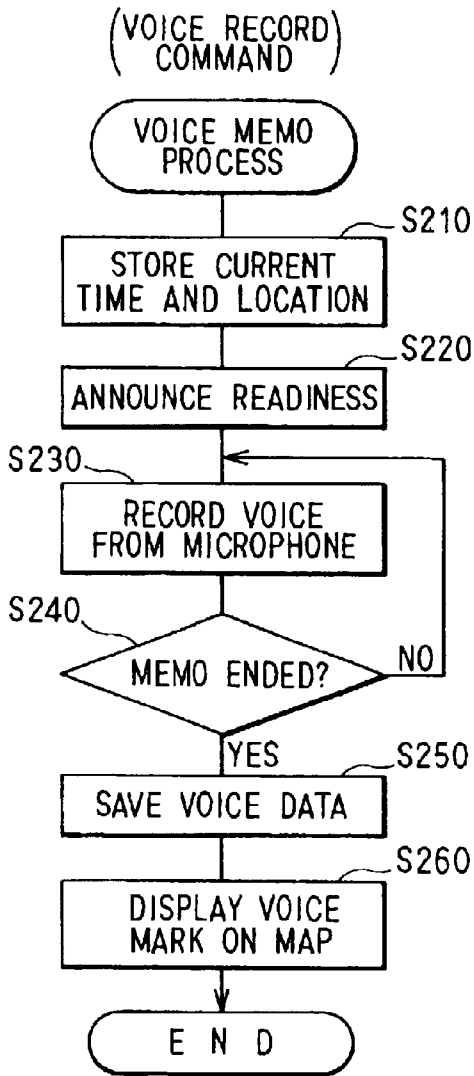 (VOICE RECORD
COMMAND)
VOICE MEMO
PROCESS
S210
STORE CURRENT
TIME AND LOCATION
S220
ANNOUNCE READINESS
S230
RECORD VOICE
FROM MICROPHONE
S240
MEMO ENDED?
NO
YES
S250
SAVE VOICE DATA
S260
DISPLAY VOICE
MARK ON MAP
E N D